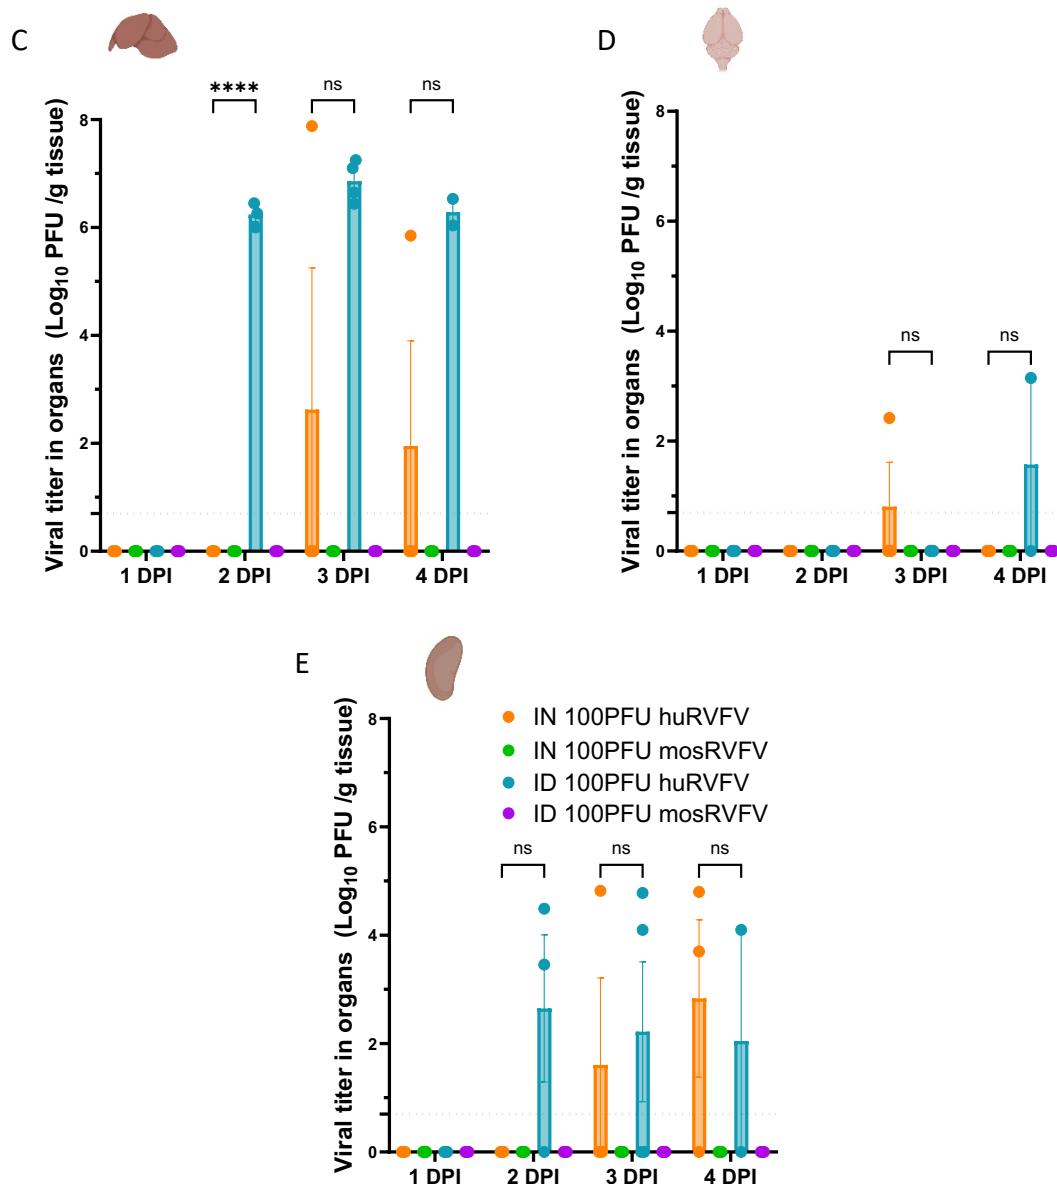 C
Viral titer in organs (Log10 PFU /g tissue)
8
6
4
2
0
**** ns ns
1 DPI 2 DPI 3 DPI 4 DPI
D
Viral titer in organs (Log10 PFU /g tissue)
8
6
4
2
0
ns ns
1 DPI 2 DPI 3 DPI 4 DPI
E
Viral titer in organs (Log10 PFU /g tissue)
8
6
4
2
0
IN 100PFU huRVFV
IN 100PFU mosRVFV
ID 100PFU huRVFV
ID 100PFU mosRVFV
ns ns ns
1 DPI 2 DPI 3 DPI 4 DPI